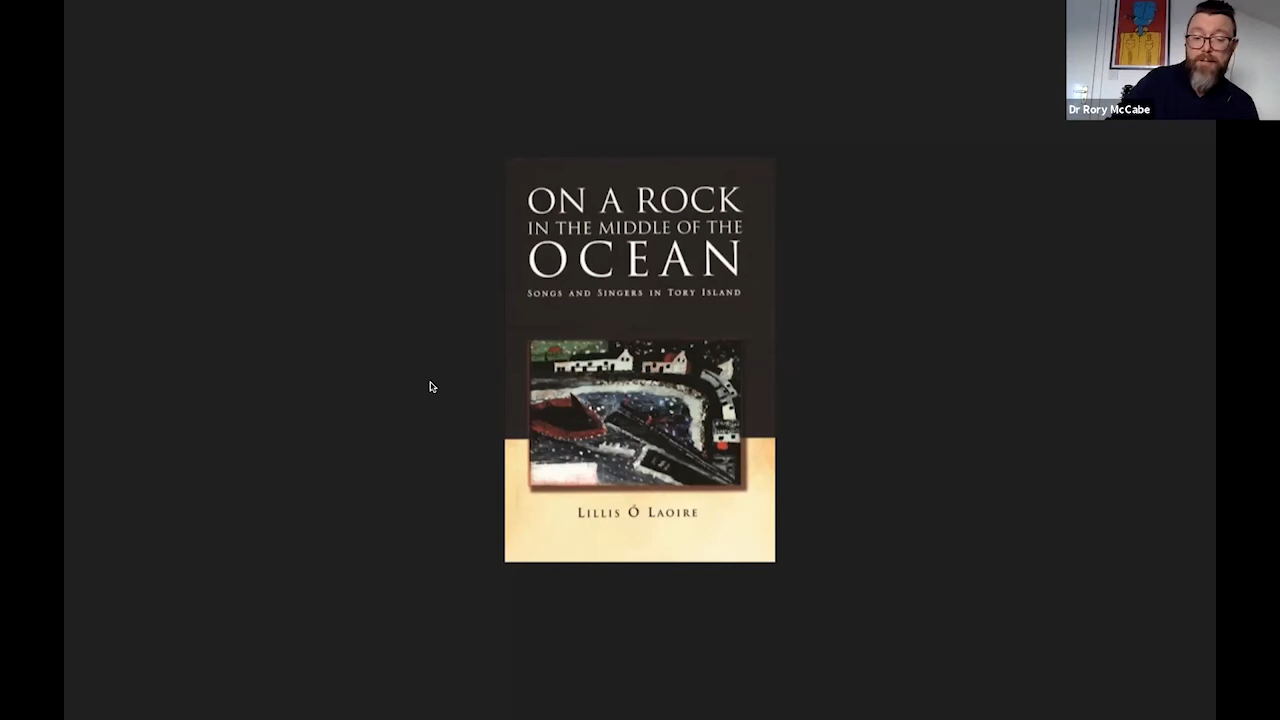 Dr Rory McCabe
ON A ROCK
IN THE MIDDLE OF THE
OCEAN
SONGS AND SINGERS IN TORY ISLAND
LILLIS Ó LAOIRE